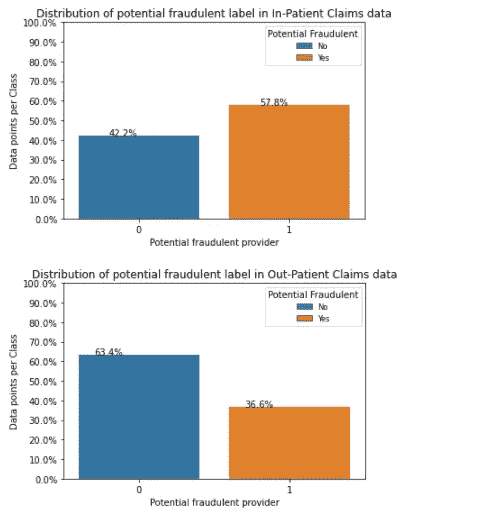 Distribution of potential fraudulent label in In-Patient Claims data
100.0%
90.0%
80.0%
70.0%
60.0%
50.0%
40.0%
30.0%
20.0%
10.0%
0.0%
Data points per Class
Potential Fraudulent
No
Yes
42.2%
57.8%
0 1
Potential fraudulent provider
Distribution of potential fraudulent label in Out-Patient Claims data
100.0%
90.0%
80.0%
70.0%
60.0%
50.0%
40.0%
30.0%
20.0%
10.0%
0.0%
Data points per Class
Potential Fraudulent
No
Yes
63.4%
36.6%
0 1
Potential fraudulent provider